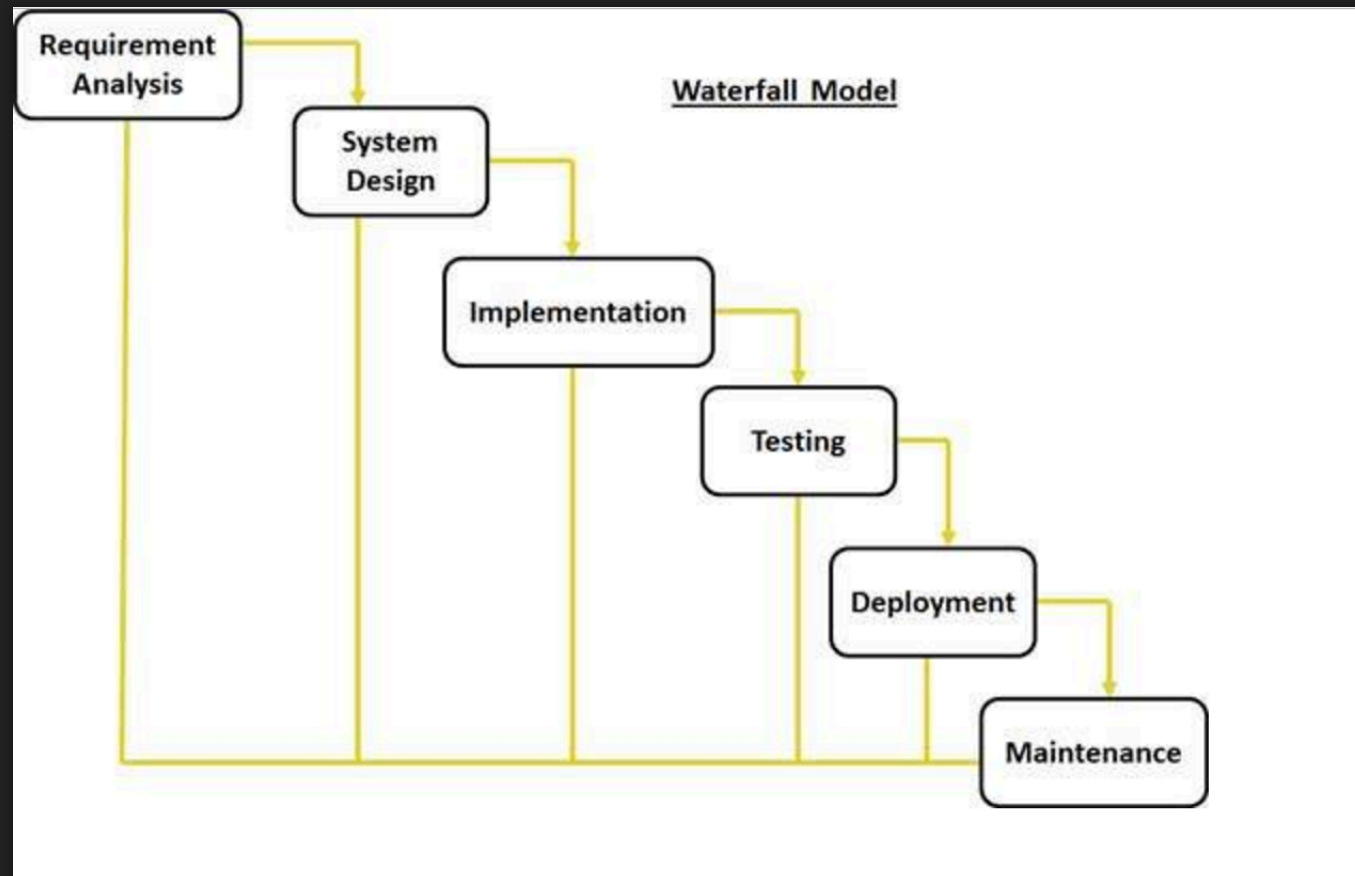 Requirement
Analysis
Waterfall Model
System
Design
Implementation
Testing
Deployment
Maintenance